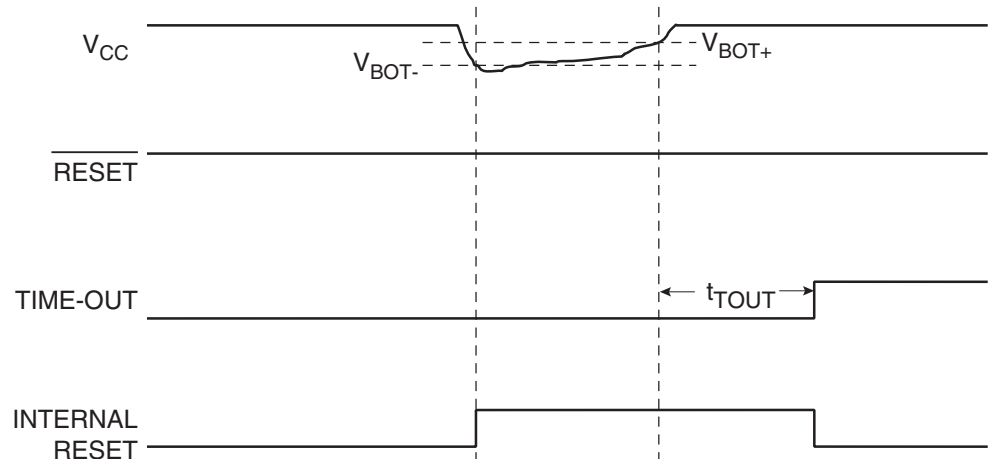 VCC
VBOT-
VBOT+
RESET
TIME-OUT
tTOUT
INTERNAL
RESET